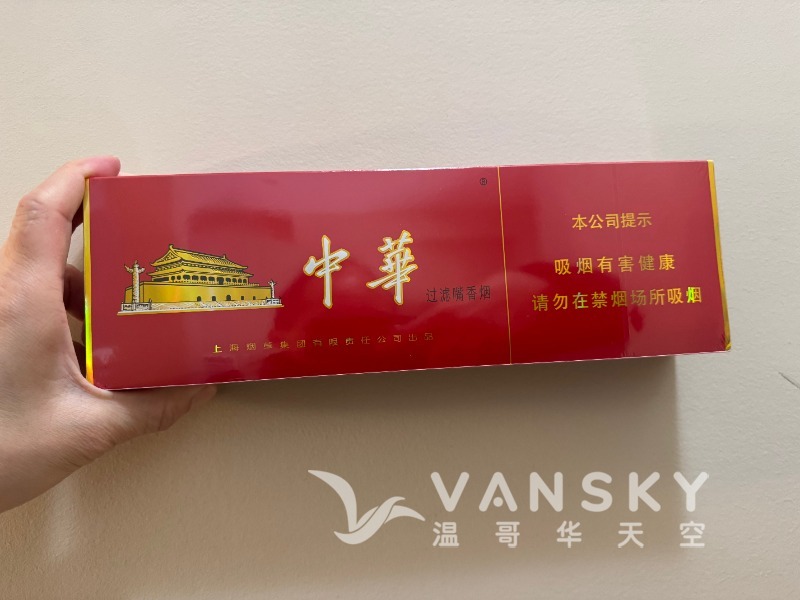 中華
®
过滤嘴香烟
上海烟草集团有限责任公司出品
本公司提示
吸烟有害健康
请勿在禁烟场所吸烟
VANSKY
温哥华天空